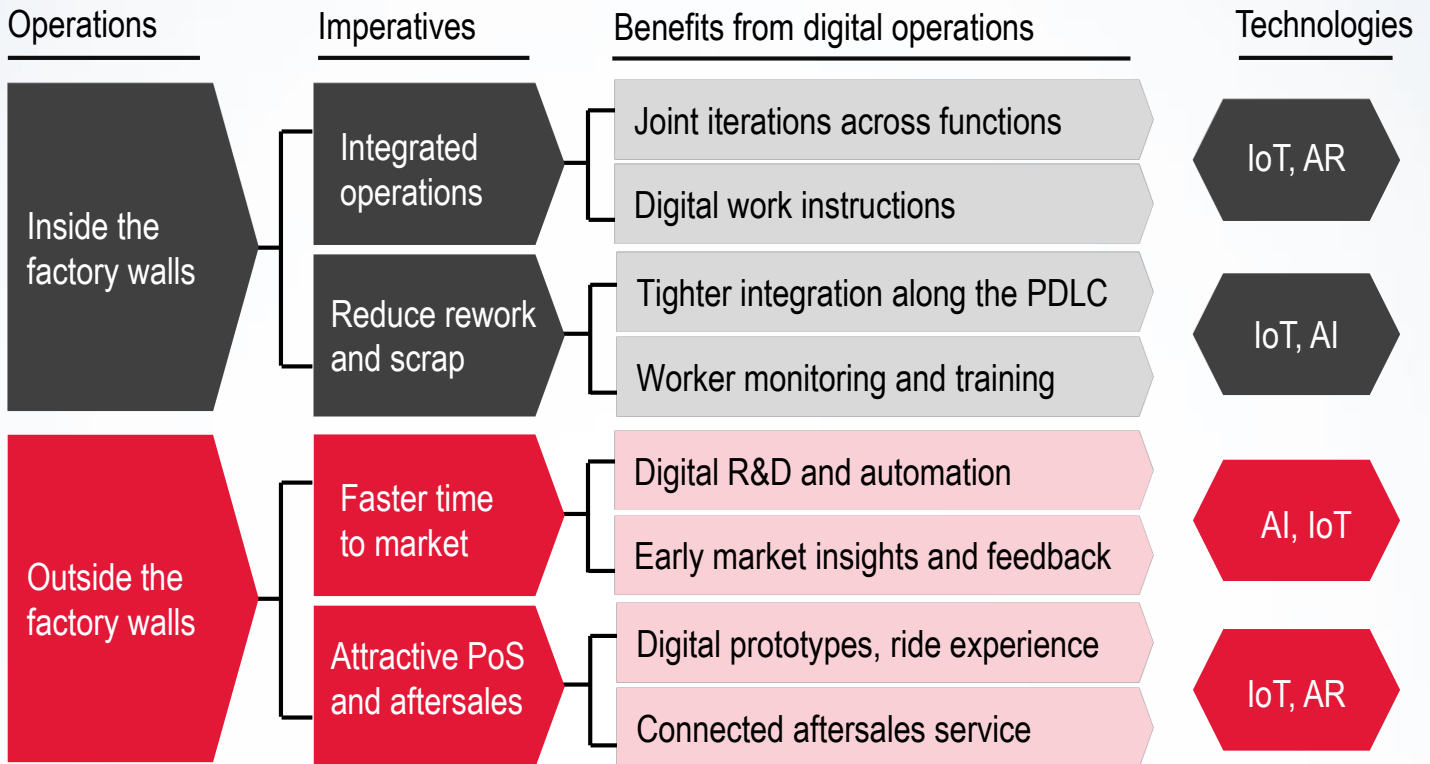 Operations
Imperatives
Benefits from digital operations
Technologies
Inside the
factory walls
Integrated
operations
Joint iterations across functions
Digital work instructions
IoT, AR
Reduce rework
and scrap
Tighter integration along the PDLC
Worker monitoring and training
IoT, AI
Outside the
factory walls
Faster time
to market
Digital R&D and automation
Early market insights and feedback
AI, IoT
Attractive PoS
and aftersales
Digital prototypes, ride experience
Connected aftersales service
IoT, AR